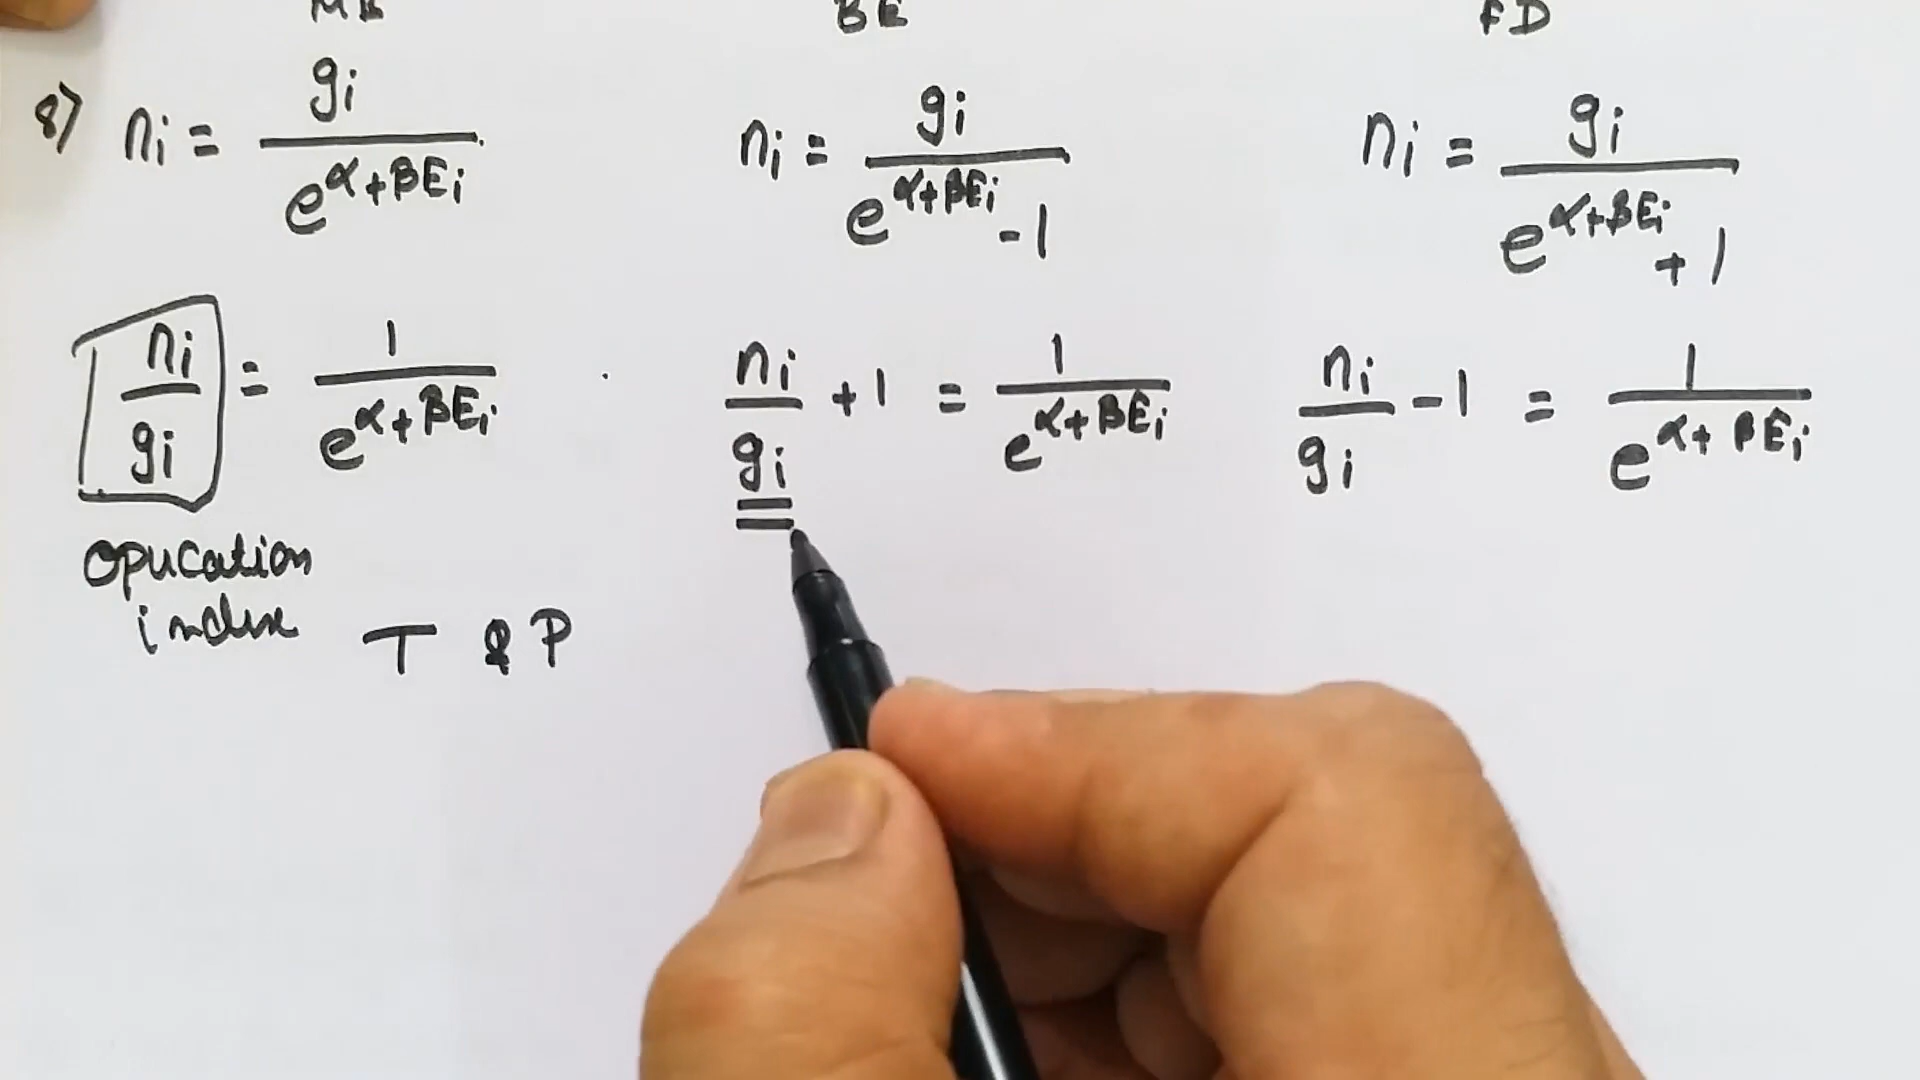 MB BE FD
8) ni = gi / e^α+βEi    ni = gi / e^α+βEi - 1    ni = gi / e^α+βEi + 1
ni / gi = 1 / e^α+βEi    ni / gi + 1 = 1 / e^α+βEi    ni / gi - 1 = 1 / e^α+βEi
opucation
index T & P